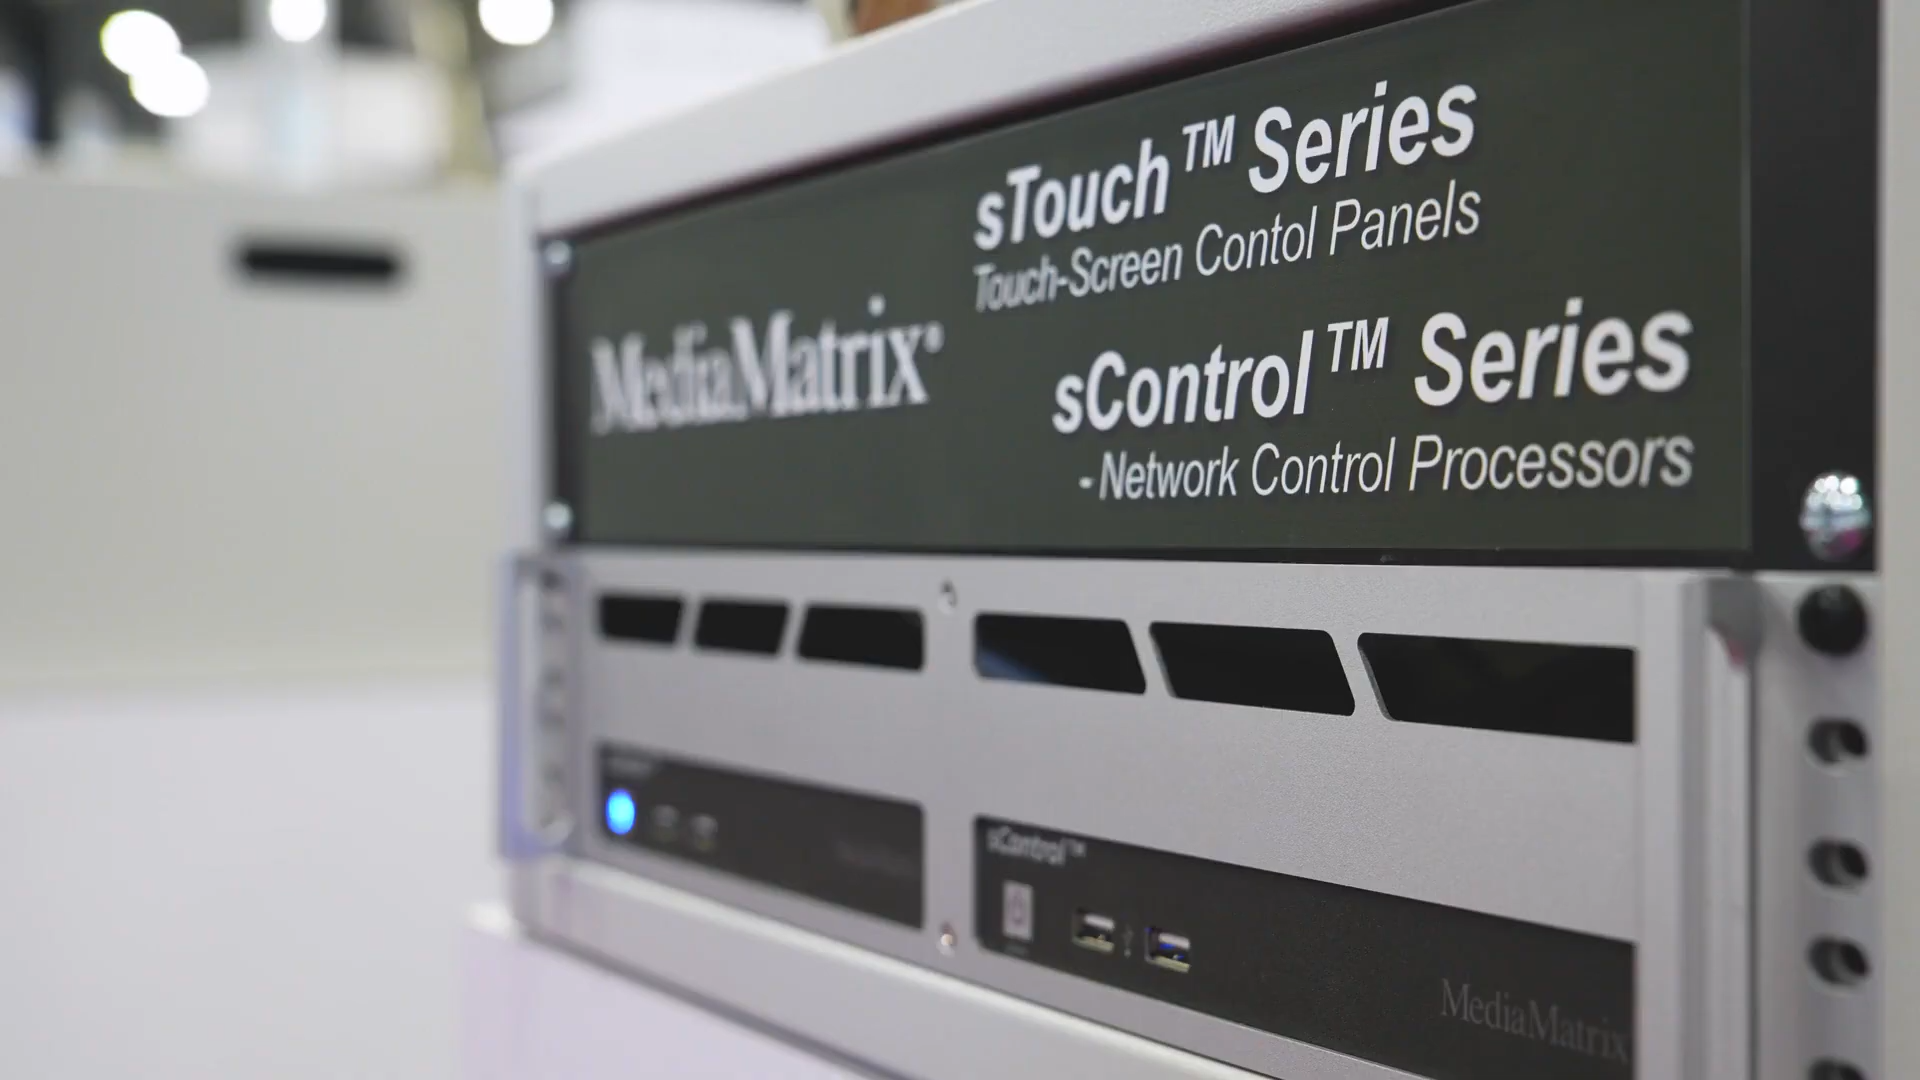 MediaMatrix®
sTouch™ Series
Touch-Screen Contol Panels
sControl™ Series
- Network Control Processors
sControl™
MediaMatrix